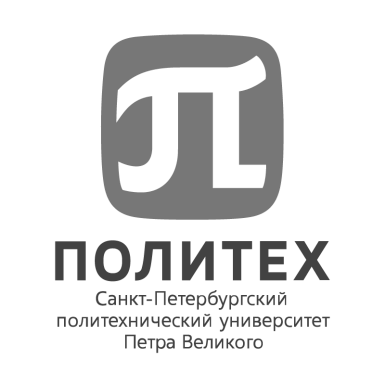 П
ПОЛИТЕХ
Санкт-Петербургский
политехнический университет
Петра Великого